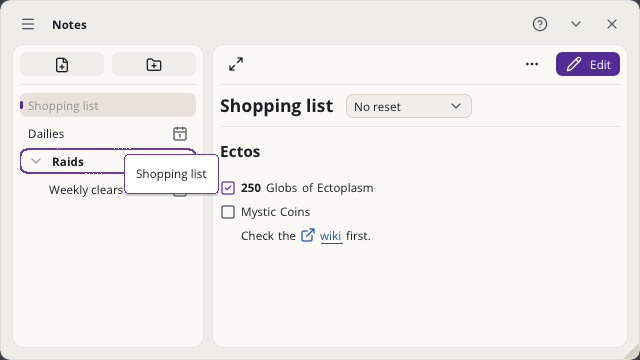 Notes
Edit
Shopping list
Shopping list
No reset
Dailies
Raids
Shopping list
Weekly clears
Ectos
250 Globs of Ectoplasm
Mystic Coins
Check the wiki first.